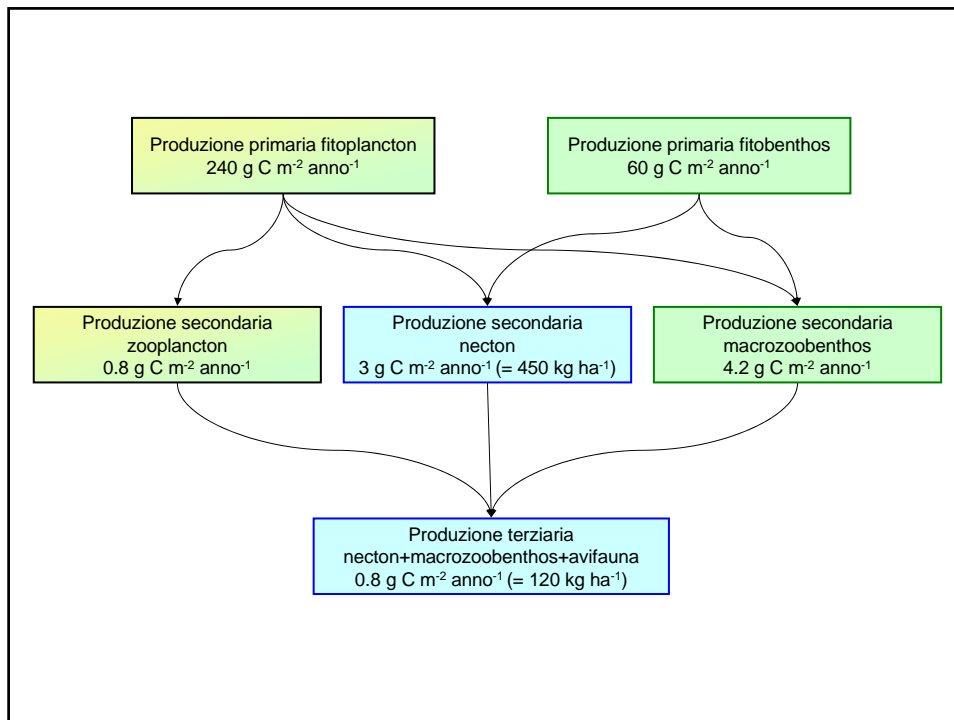 Produzione primaria fitoplancton
240 g C m⁻² anno⁻¹
Produzione primaria fitobenthos
60 g C m⁻² anno⁻¹
Produzione secondaria
zooplancton
0.8 g C m⁻² anno⁻¹
Produzione secondaria
necton
3 g C m⁻² anno⁻¹ (= 450 kg ha⁻¹)
Produzione secondaria
macrozoobenthos
4.2 g C m⁻² anno⁻¹
Produzione terziaria
necton+macrozoobenthos+avifauna
0.8 g C m⁻² anno⁻¹ (= 120 kg ha⁻¹)